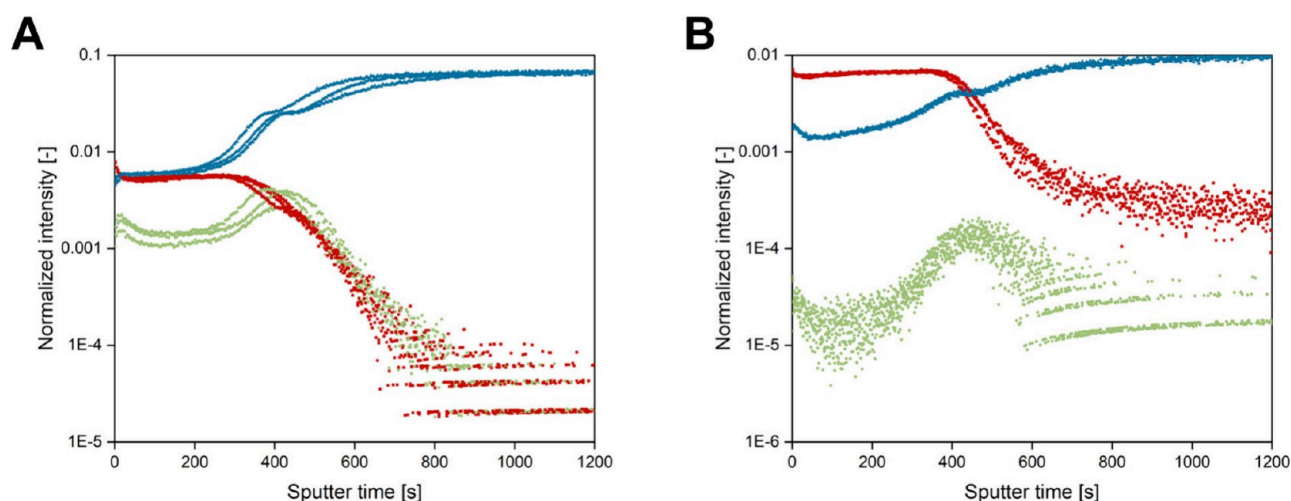 A
Normalized intensity [-]
0.1
0.01
0.001
1E-4
1E-5
0 200 400 600 800 1000 1200
Sputter time [s]
B
Normalized intensity [-]
0.01
0.001
1E-4
1E-5
1E-6
0 200 400 600 800 1000 1200
Sputter time [s]